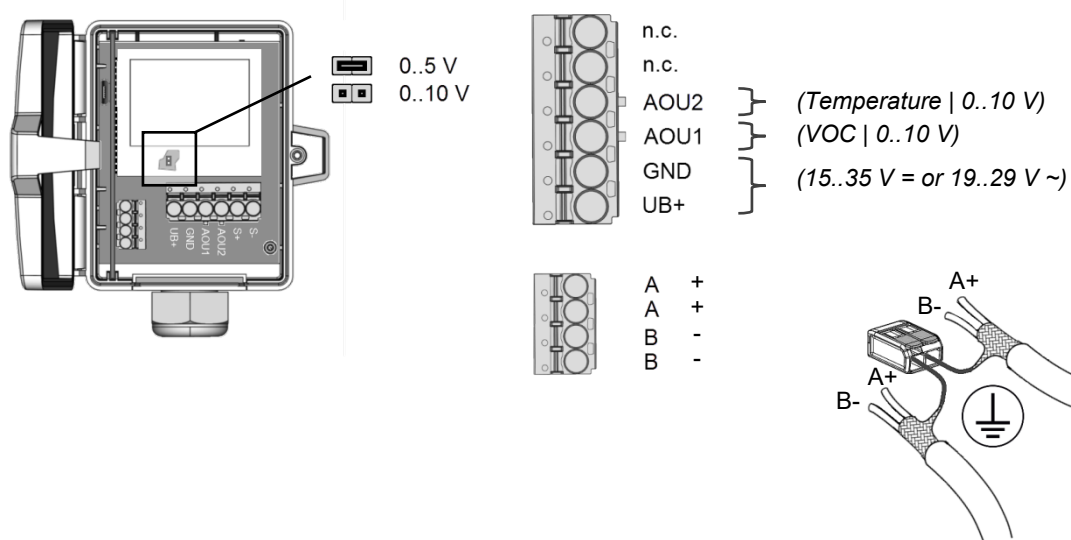 0..5 V
0..10 V
UB+
GND
AOU1
AOU2
S+
S-
n.c.
n.c.
AOU2 (Temperature | 0..10 V)
AOU1 (VOC | 0..10 V)
GND
(15..35 V = or 19..29 V ~)
UB+
A +
A +
B -
B -
A+
B-
A+
B-